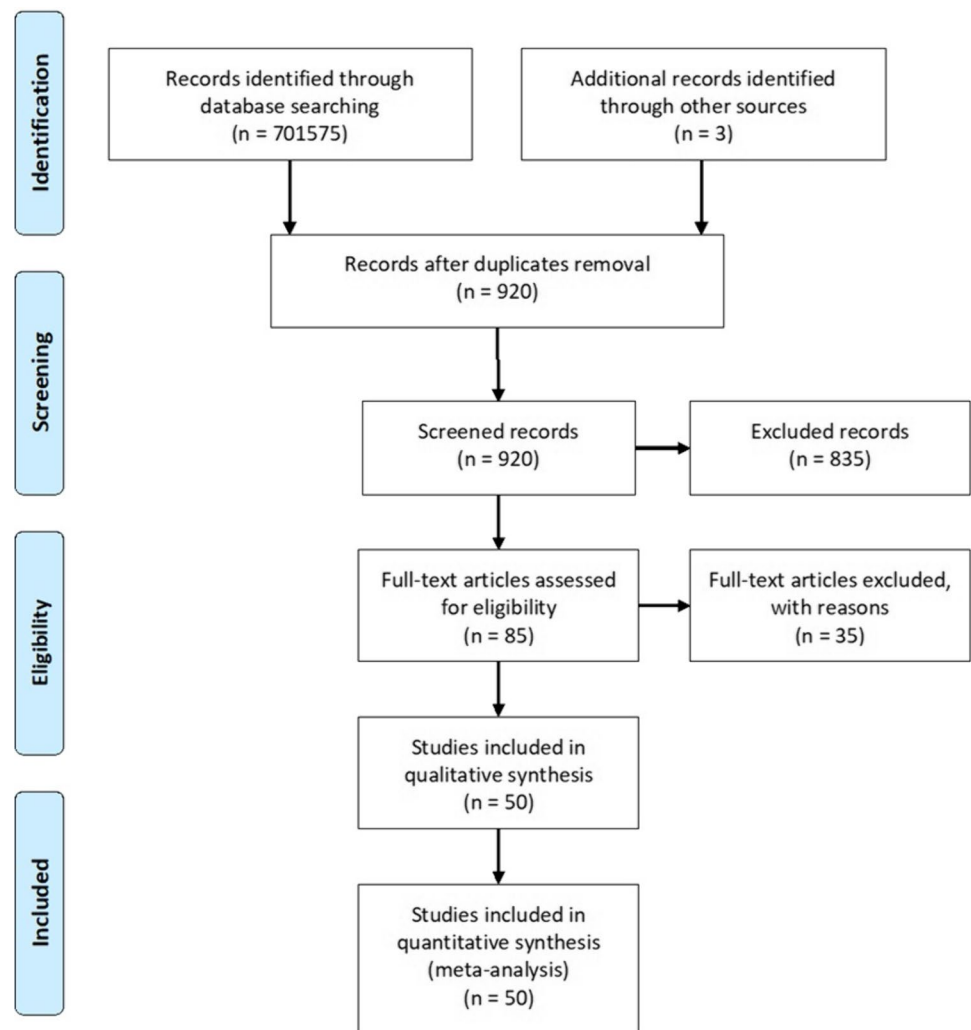 Identification
Records identified through
database searching
(n = 701575)
Additional records identified
through other sources
(n = 3)
Records after duplicates removal
(n = 920)
Screening
Screened records
(n = 920)
Excluded records
(n = 835)
Eligibility
Full-text articles assessed
for eligibility
(n = 85)
Full-text articles excluded,
with reasons
(n = 35)
Studies included in
qualitative synthesis
(n = 50)
Included
Studies included in
quantitative synthesis
(meta-analysis)
(n = 50)